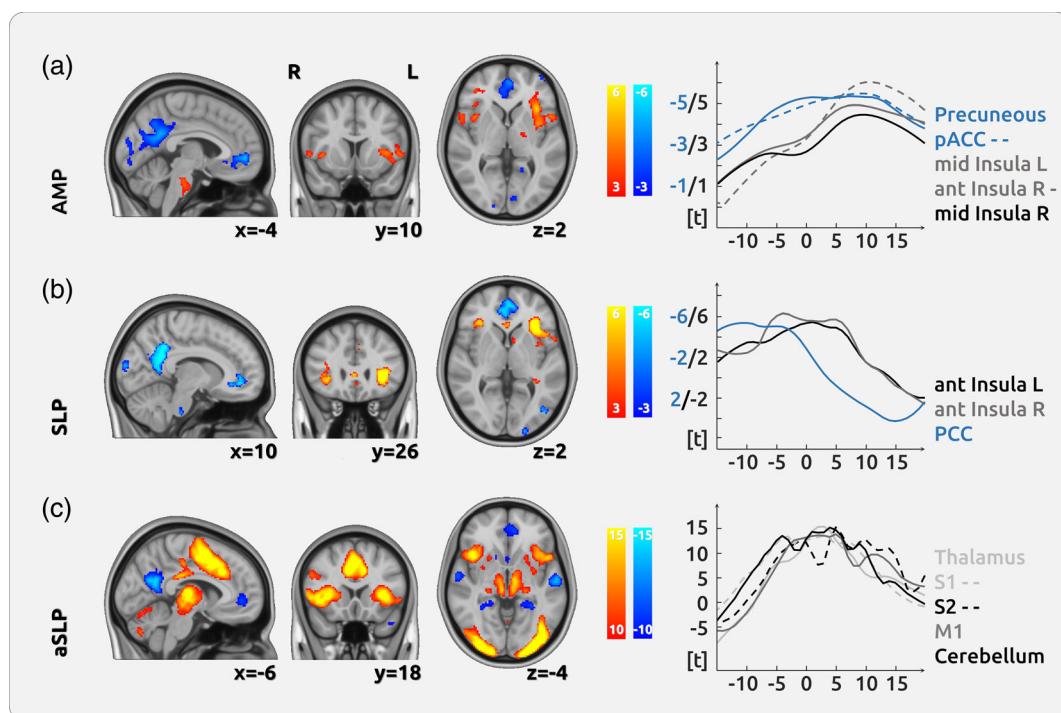 (a)
R
L
AMP
x=-4
y=10
z=2
6
-6
3
-3
-5/5
-3/3
-1/1
[t]
-10 -5 0 5 10 15
Precuneous
pACC --
mid Insula L
ant Insula R -
mid Insula R
(b)
SLP
x=10
y=26
z=2
6
-6
3
-3
-6/6
-2/2
2/-2
[t]
-10 -5 0 5 10 15
ant Insula L
ant Insula R
PCC
(c)
aSLP
x=-6
y=18
z=-4
15
-15
10
-10
15
10
5
0
-5
[t]
-10 -5 0 5 10 15
Thalamus
S1 --
S2 --
M1
Cerebellum